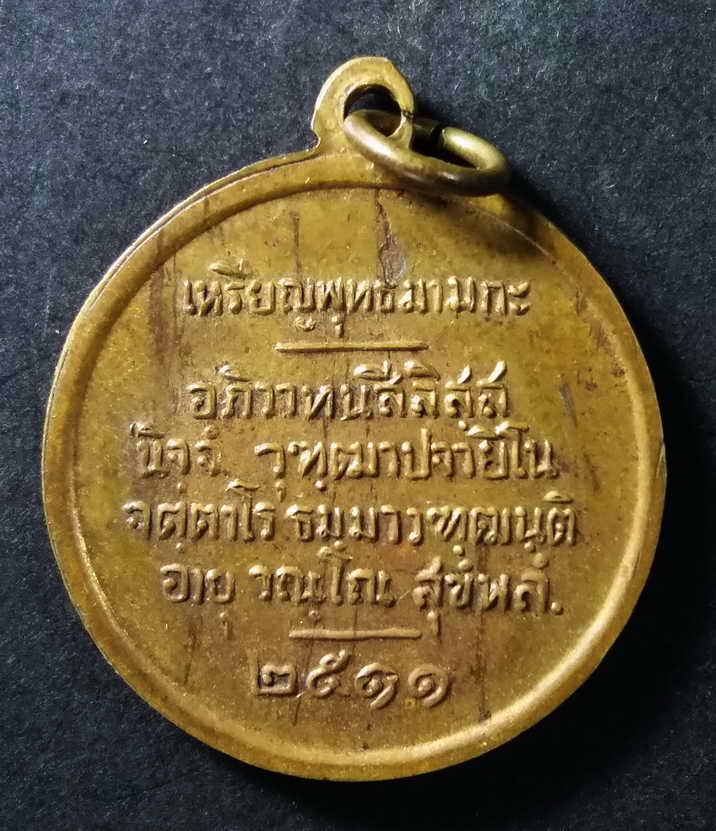 เหรียญพุทธมามกะ
อภิวาทนสีลิสฺส
นิจฺจํ วุฑฺฒาปจายิโน
จตฺตาโร ธมฺมาวฑฺฒนฺติ
อายุ วณฺโณ สุขํพลํ.
๒๕๑๑